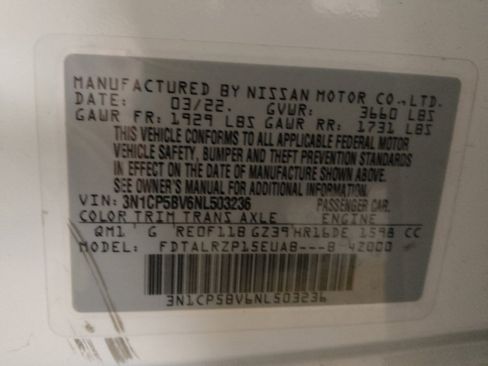 MANUFACTURED BY NISSAN MOTOR CO.,LTD.
DATE: 03/22. GVWR: 3660 LBS
GAWR FR: 1929 LBS GAWR RR: 1731 LBS
THIS VEHICLE CONFORMS TO ALL APPLICABLE FEDERAL MOTOR
VEHICLE SAFETY, BUMPER AND THEFT PREVENTION STANDARDS
IN EFFECT ON THE DATE OF MANUFACTURE SHOWN ABOVE.
SEE OWNER'S MANUAL FOR ADDITIONAL INFORMATION.
VIN: 3N1CP5BV6NL503236 PASSENGER CAR
COLOR TRIM TRANS AXLE ENGINE
QM1 G RE0F11B GZ39 HR16DE 1598 CC
MODEL: FDTALRZP15EUA8---B-42000
3N1CP5BV6NL503236